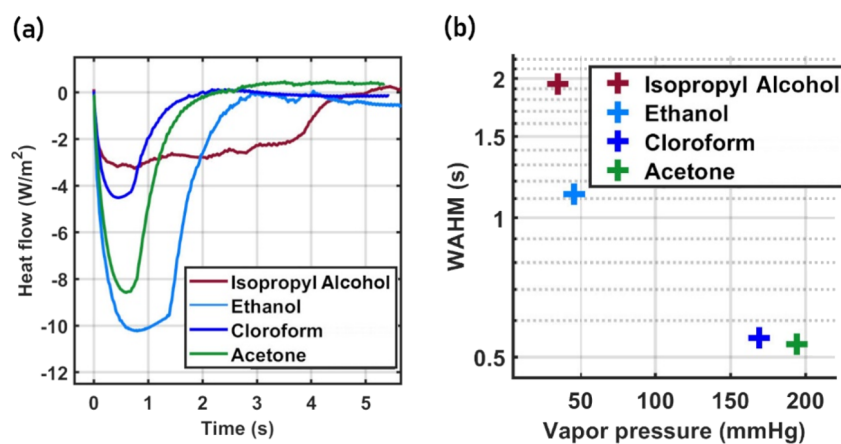 (a)
Heat flow (W/m²)
0
-2
-4
-6
-8
-10
-12
0 1 2 3 4 5
Time (s)
Isopropyl Alcohol
Ethanol
Cloroform
Acetone
(b)
WAHM (s)
2
1.5
1
0.5
50 100 150 200
Vapor pressure (mmHg)
Isopropyl Alcohol
Ethanol
Cloroform
Acetone